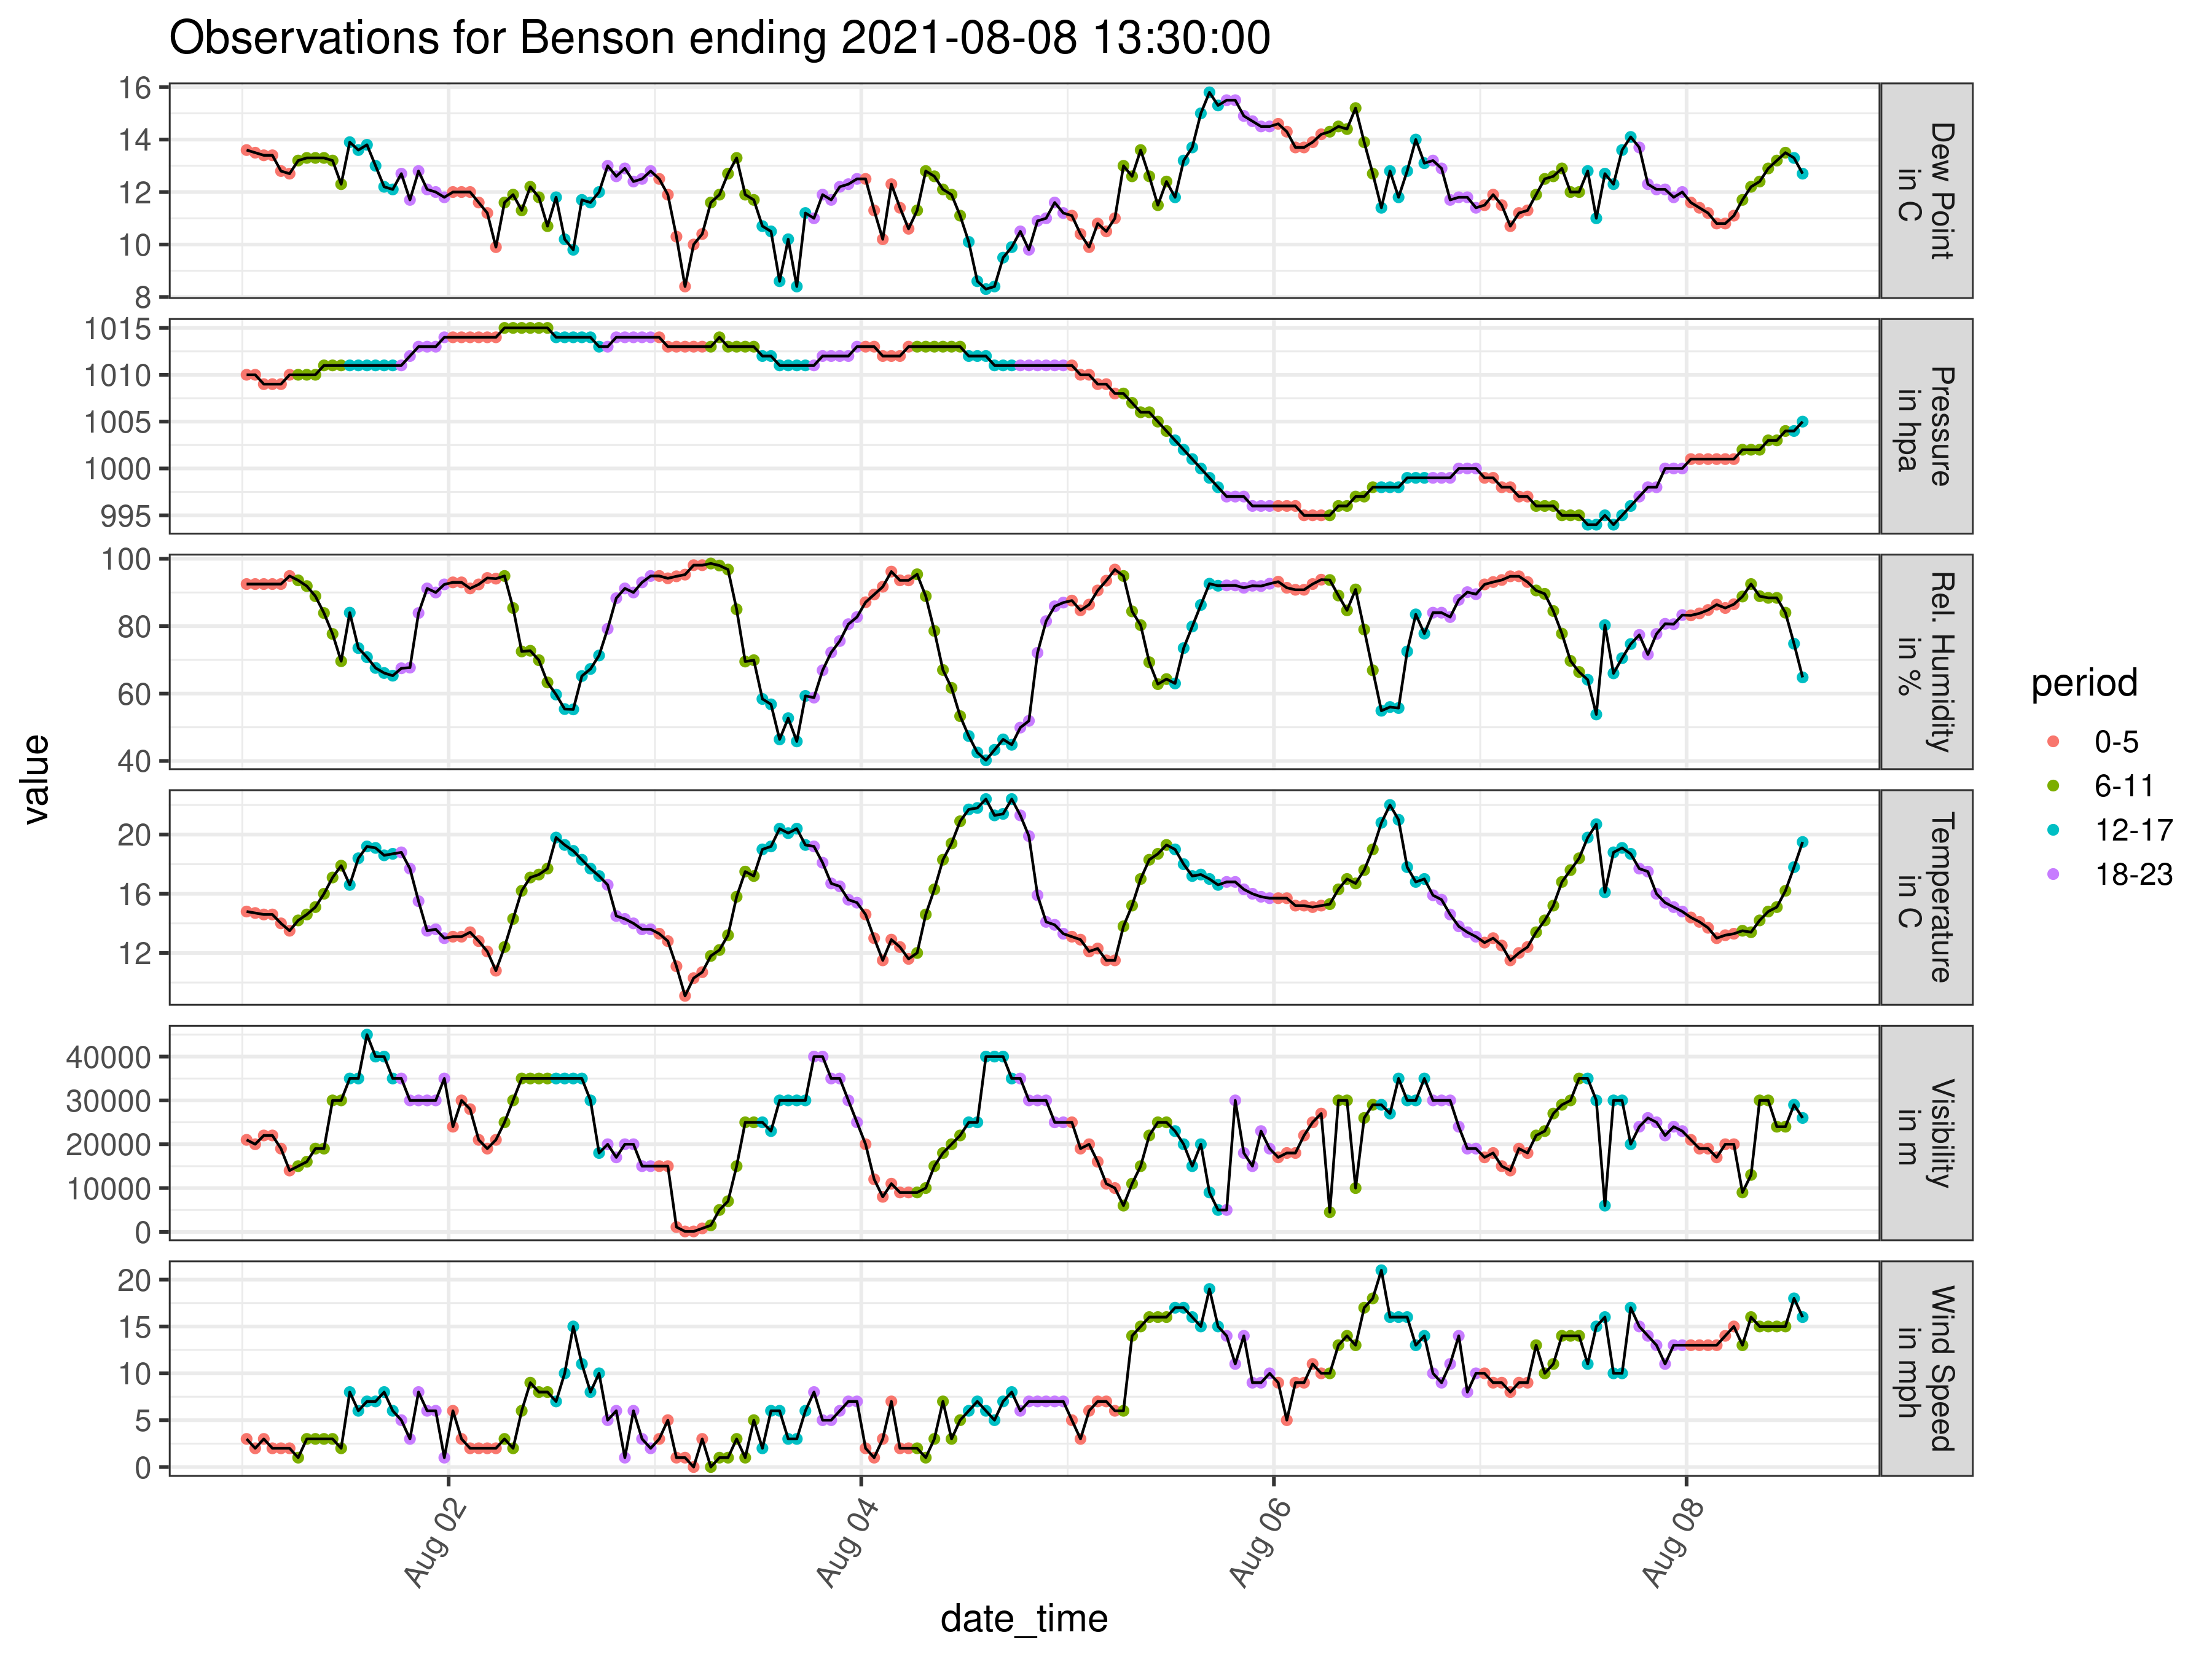 Observations for Benson ending 2021-08-08 13:30:00
16
14
12
10
8
Dew Point
in C
1015
1010
1005
1000
995
Pressure
in hpa
100
80
60
40
Rel. Humidity
in %
20
16
12
Temperature
in C
40000
30000
20000
10000
0
Visibility
in m
20
15
10
5
0
Wind Speed
in mph
value
Aug 02
Aug 04
Aug 06
Aug 08
date_time
period
0-5
6-11
12-17
18-23